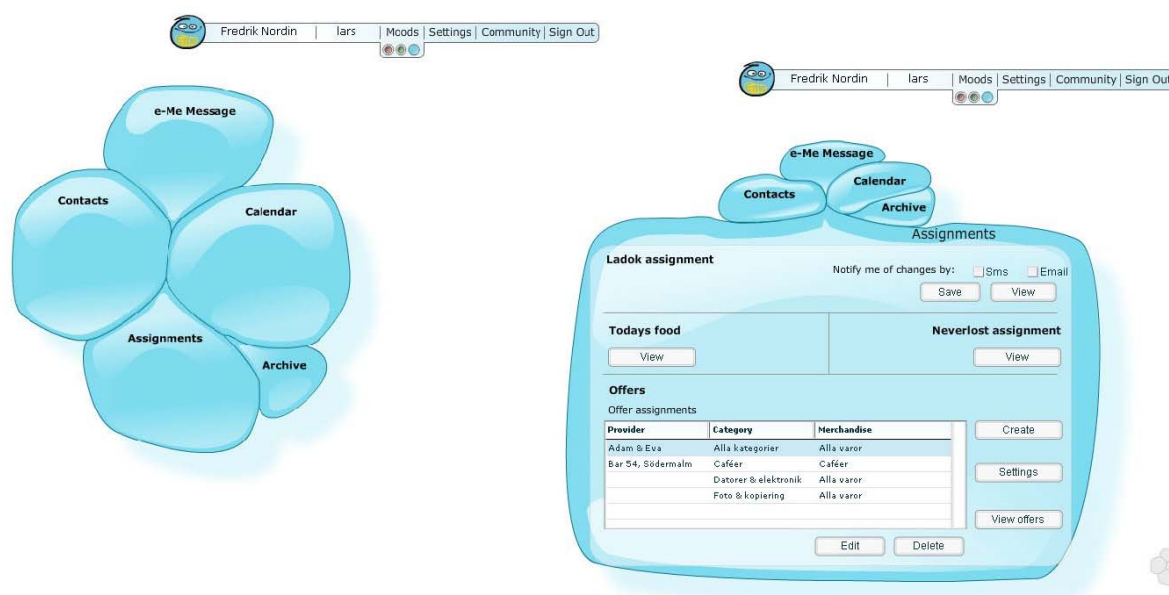 Fredrik Nordin | lars | Moods | Settings | Community | Sign Out
e-Me Message
Contacts
Calendar
Assignments
Archive
Fredrik Nordin | lars | Moods | Settings | Community | Sign Out
e-Me Message
Calendar
Contacts
Archive
Assignments
Ladok assignment
Notify me of changes by: Sms Email
Save View
Todays food
Neverlost assignment
View
View
Offers
Offer assignments
Provider Category Merchandise
Adam & Eva Alla kategorier Alla varor
Bar 54, Södermalm Caféer Caféer
Datorer & elektronik Alla varor
Foto & kopiering Alla varor
Create
Settings
View offers
Edit Delete